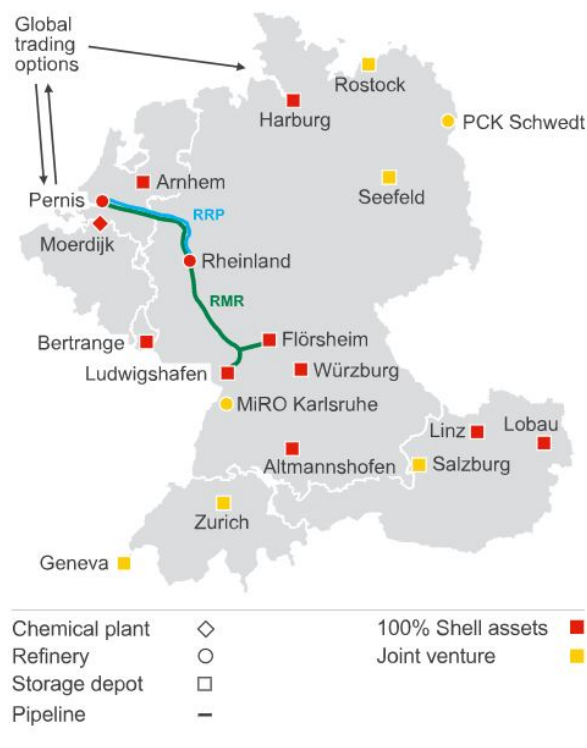 Global
trading
options
Rostock
Harburg
PCK Schwedt
Arnhem
Seefeld
Pernis
RRP
Moerdijk
Rheinland
RMR
Bertrange
Flörsheim
Ludwigshafen
Würzburg
MiRO Karlsruhe
Linz
Lobau
Altmannshofen
Salzburg
Zurich
Geneva
Chemical plant
100% Shell assets
Refinery
Joint venture
Storage depot
Pipeline